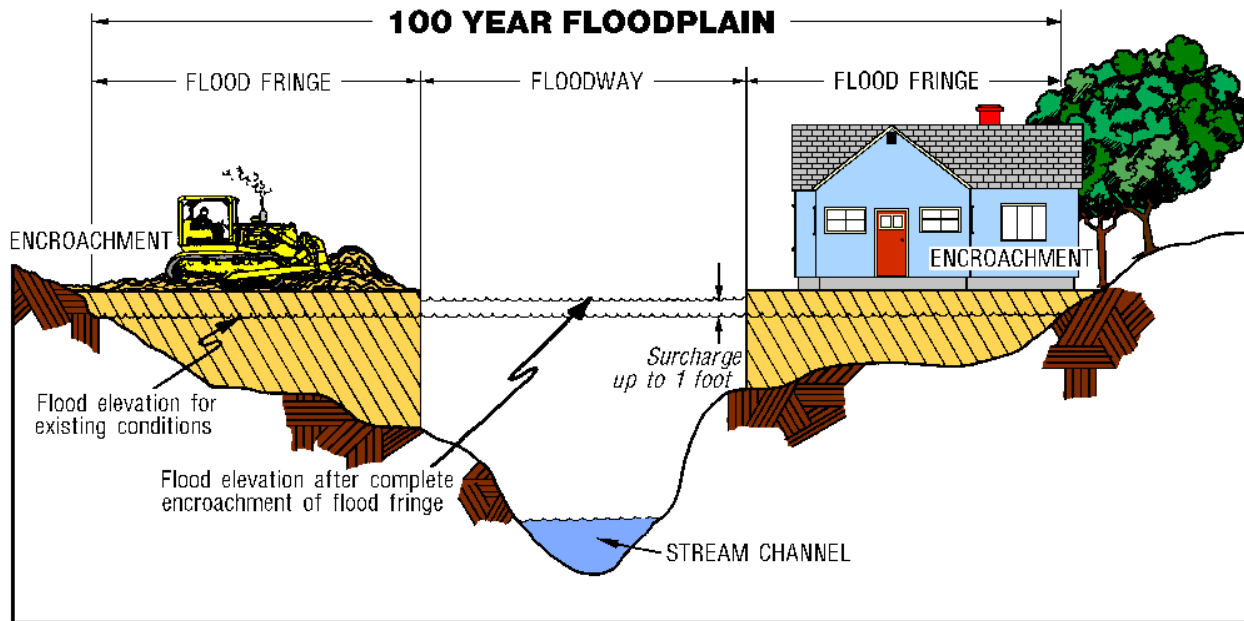 100 YEAR FLOODPLAIN
FLOOD FRINGE
FLOODWAY
FLOOD FRINGE
ENCROACHMENT
ENCROACHMENT
Surcharge
up to 1 foot
Flood elevation for
existing conditions
Flood elevation after complete
encroachment of flood fringe
STREAM CHANNEL